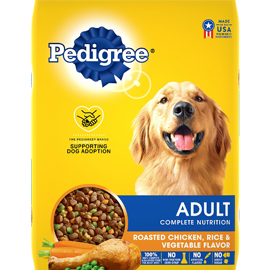 MADE
USA
Pedigree
THE PEDIGREE BRAND
SUPPORTING
DOG ADOPTION
ADULT
COMPLETE NUTRITION
ROASTED CHICKEN, RICE &
VEGETABLE FLAVOR
100%
NO
NO
NO